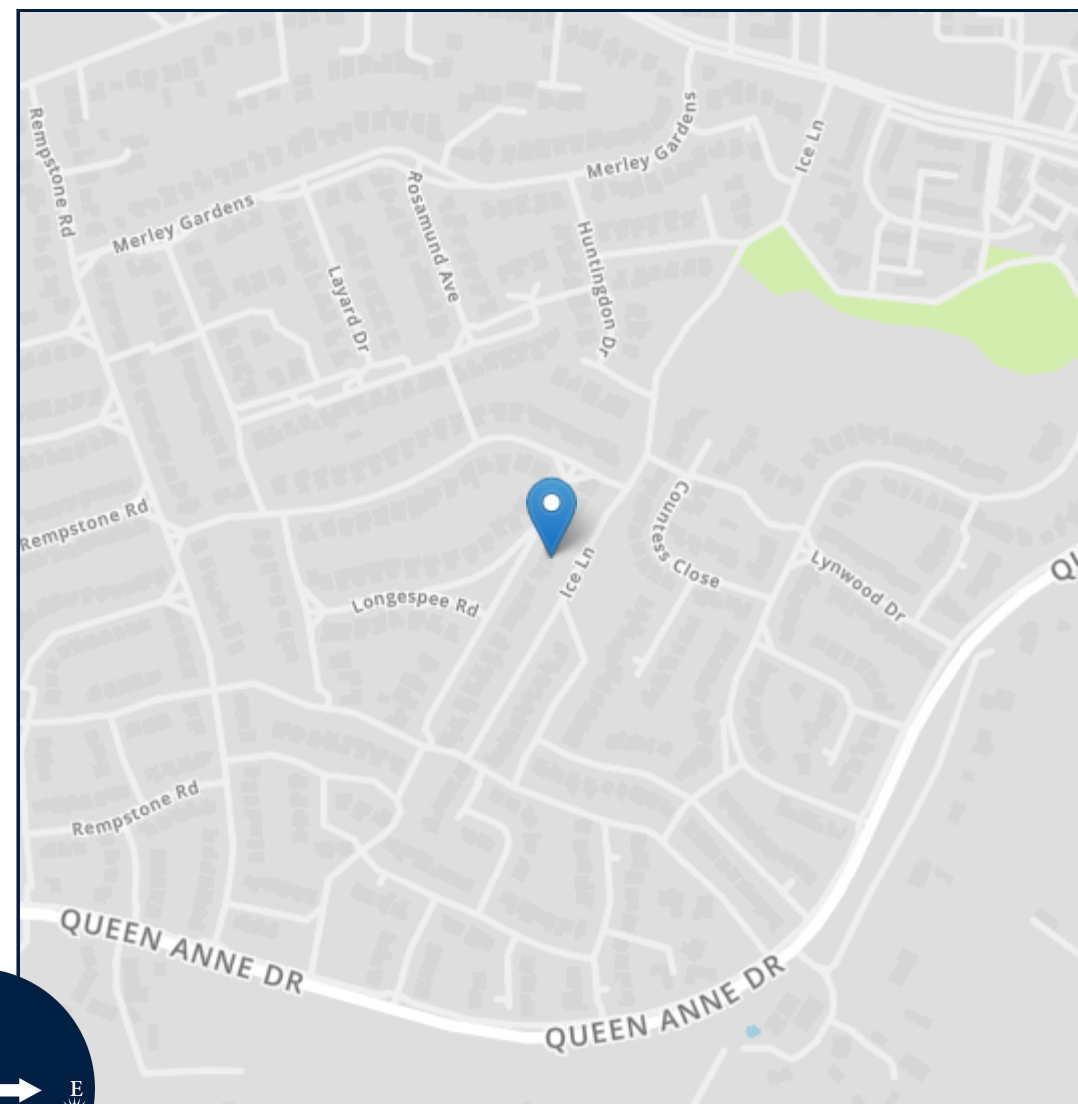 Rempstone Rd
Merley Gardens
Ice Ln
Merley Gardens
Rosamund Ave
Huntingdon Dr
Layard Dr
Rempstone Rd
Countess Close
Ice Ln
Lynwood Dr
QU
Longespee Rd
Rempstone Rd
QUEEN ANNE DR
QUEEN ANNE DR
E